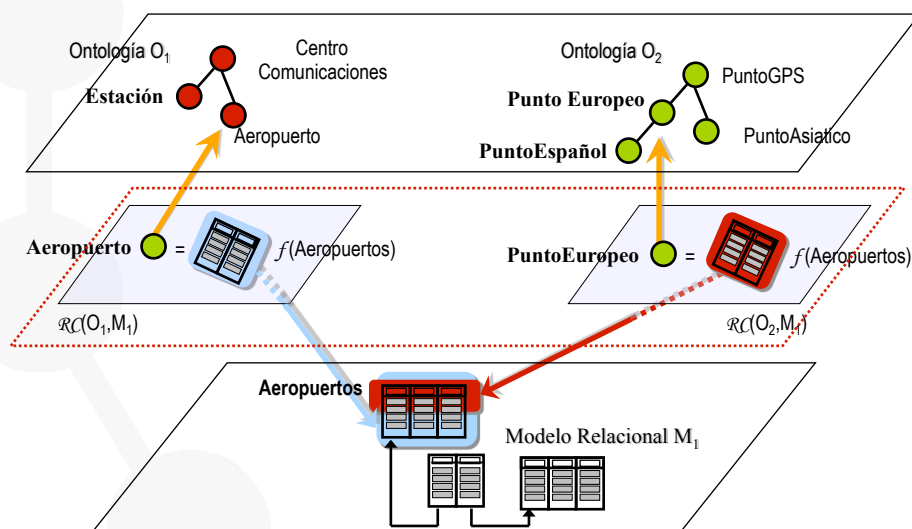 Ontología O1
Centro
Comunicaciones
Estación
Aeropuerto
Ontología O2
PuntoGPS
Punto Europeo
PuntoEspañol
PuntoAsiatico
Aeropuerto
=
f(Aeropuertos)
RC(O1,M1)
PuntoEuropeo
=
f(Aeropuertos)
RC(O2,M1)
Aeropuertos
Modelo Relacional M1